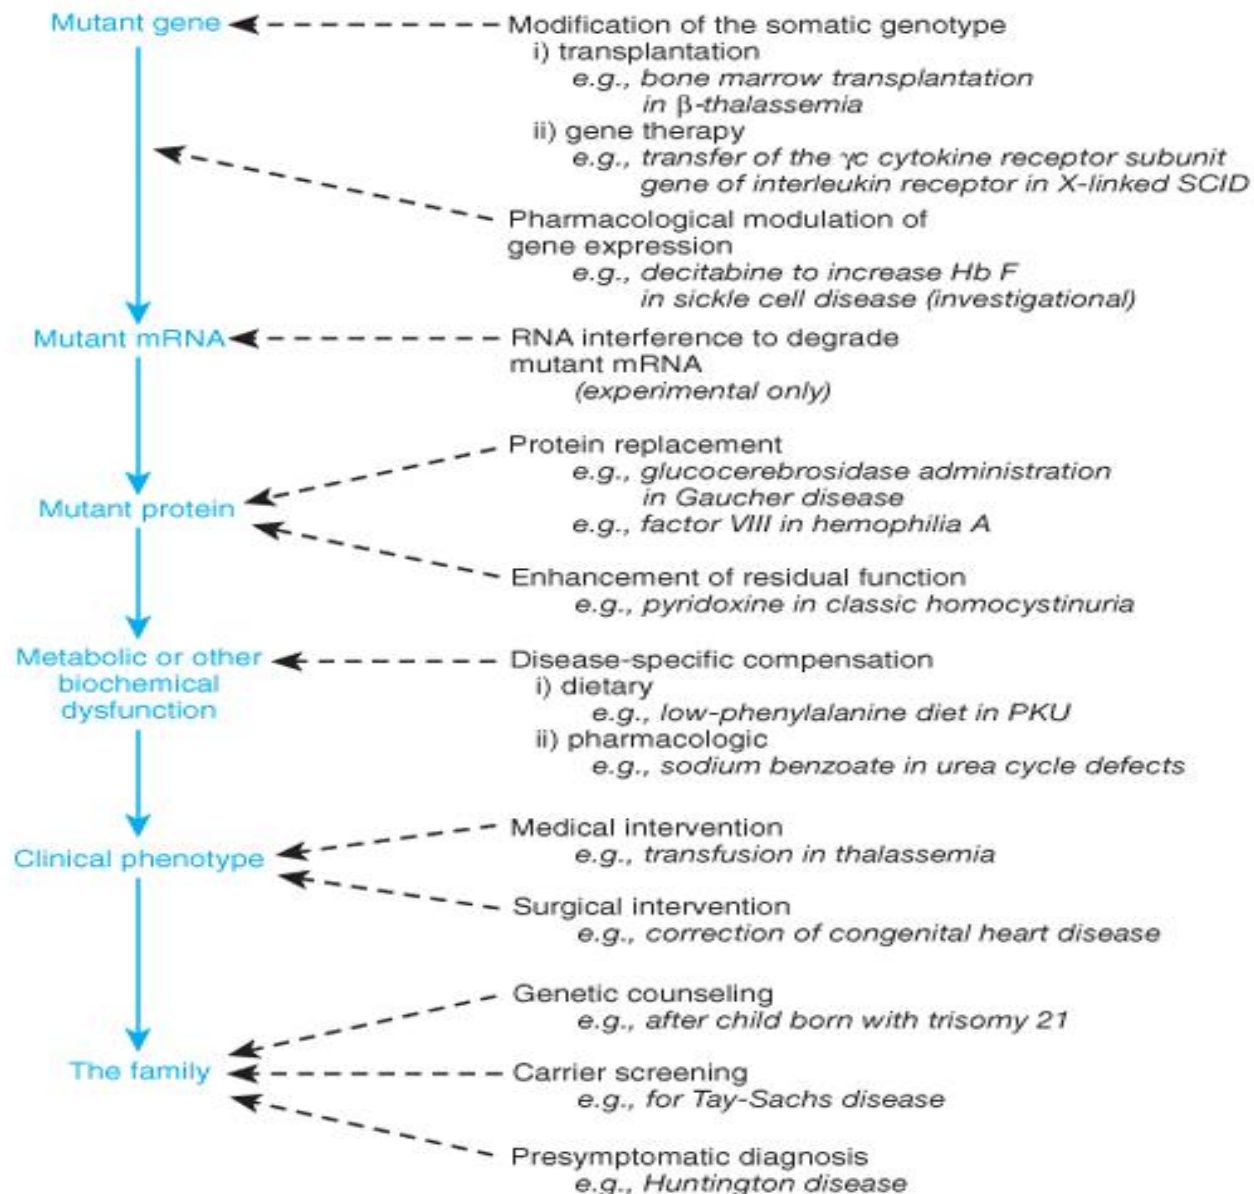 Mutant gene
Modification of the somatic genotype
i) transplantation
e.g., bone marrow transplantation
in β-thalassemia
ii) gene therapy
e.g., transfer of the γc cytokine receptor subunit
gene of interleukin receptor in X-linked SCID
Pharmacological modulation of
gene expression
e.g., decitabine to increase Hb F
in sickle cell disease (investigational)
Mutant mRNA
RNA interference to degrade
mutant mRNA
(experimental only)
Protein replacement
e.g., glucocerebrosidase administration
in Gaucher disease
e.g., factor VIII in hemophilia A
Mutant protein
Enhancement of residual function
e.g., pyridoxine in classic homocystinuria
Metabolic or other
biochemical
dysfunction
Disease-specific compensation
i) dietary
e.g., low-phenylalanine diet in PKU
ii) pharmacologic
e.g., sodium benzoate in urea cycle defects
Clinical phenotype
Medical intervention
e.g., transfusion in thalassemia
Surgical intervention
e.g., correction of congenital heart disease
Genetic counseling
e.g., after child born with trisomy 21
The family
Carrier screening
e.g., for Tay-Sachs disease
Presymptomatic diagnosis
e.g., Huntington disease